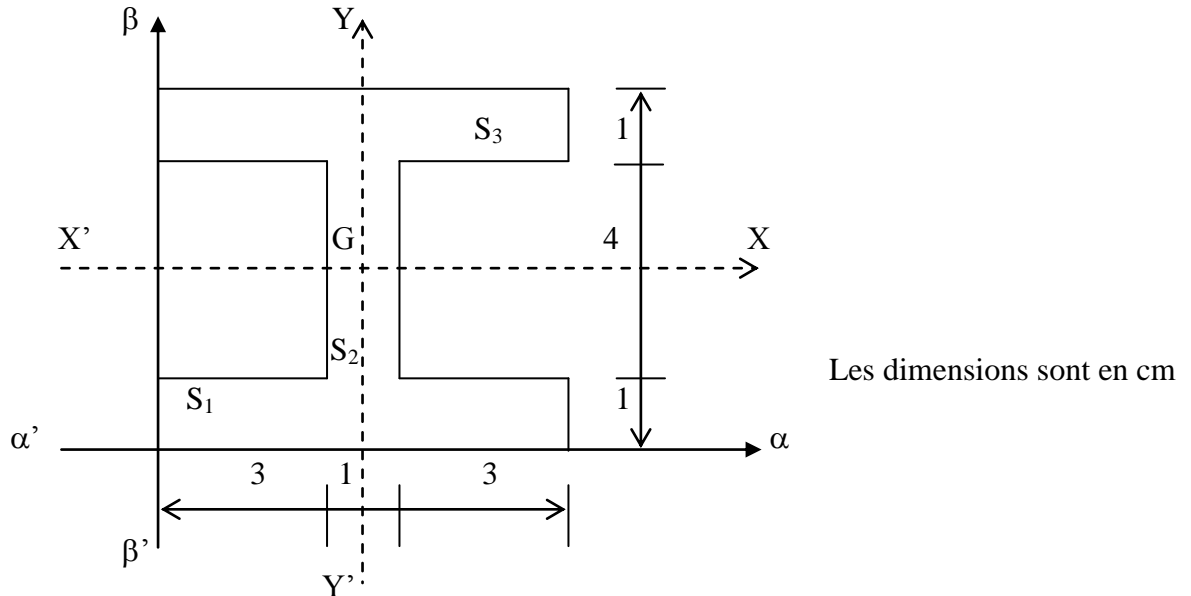 β
Y
S₃
1
X’
G
4
X
S₂
Les dimensions sont en cm
S₁
1
α’
α
3
1
3
β’
Y’